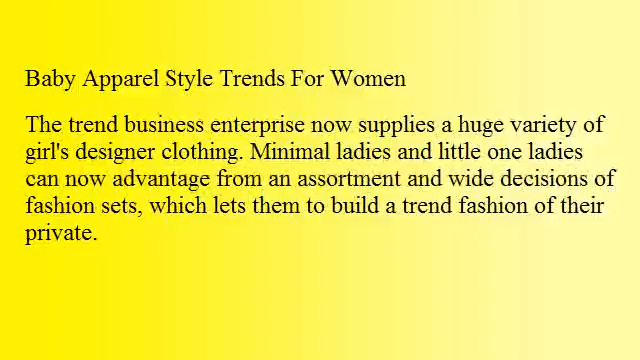 Baby Apparel Style Trends For Women
The trend business enterprise now supplies a huge variety of
girl's designer clothing. Minimal ladies and little one ladies
can now advantage from an assortment and wide decisions of
fashion sets, which lets them to build a trend fashion of their
private.